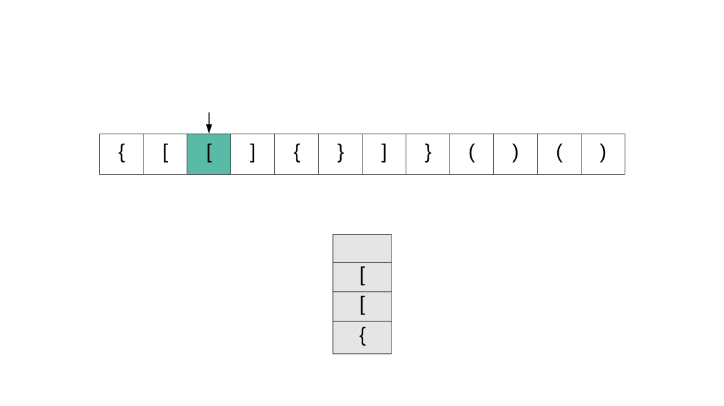 { [ [ ] { } ] } ( ) ( )
[
[
{